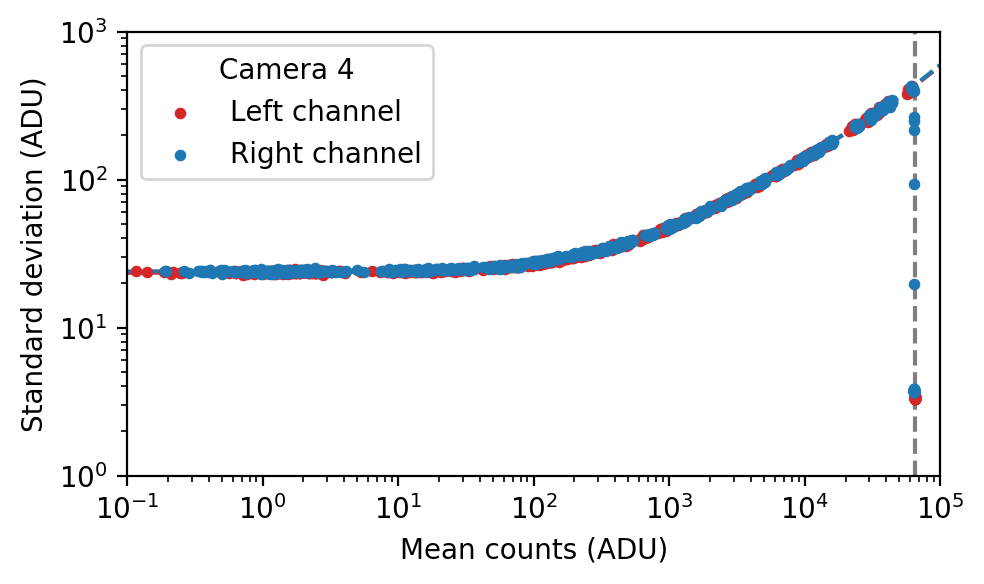 10³
Camera 4
Left channel
Right channel
10²
10¹
10⁰
Standard deviation (ADU)
10⁻¹ 10⁰ 10¹ 10² 10³ 10⁴ 10⁵
Mean counts (ADU)